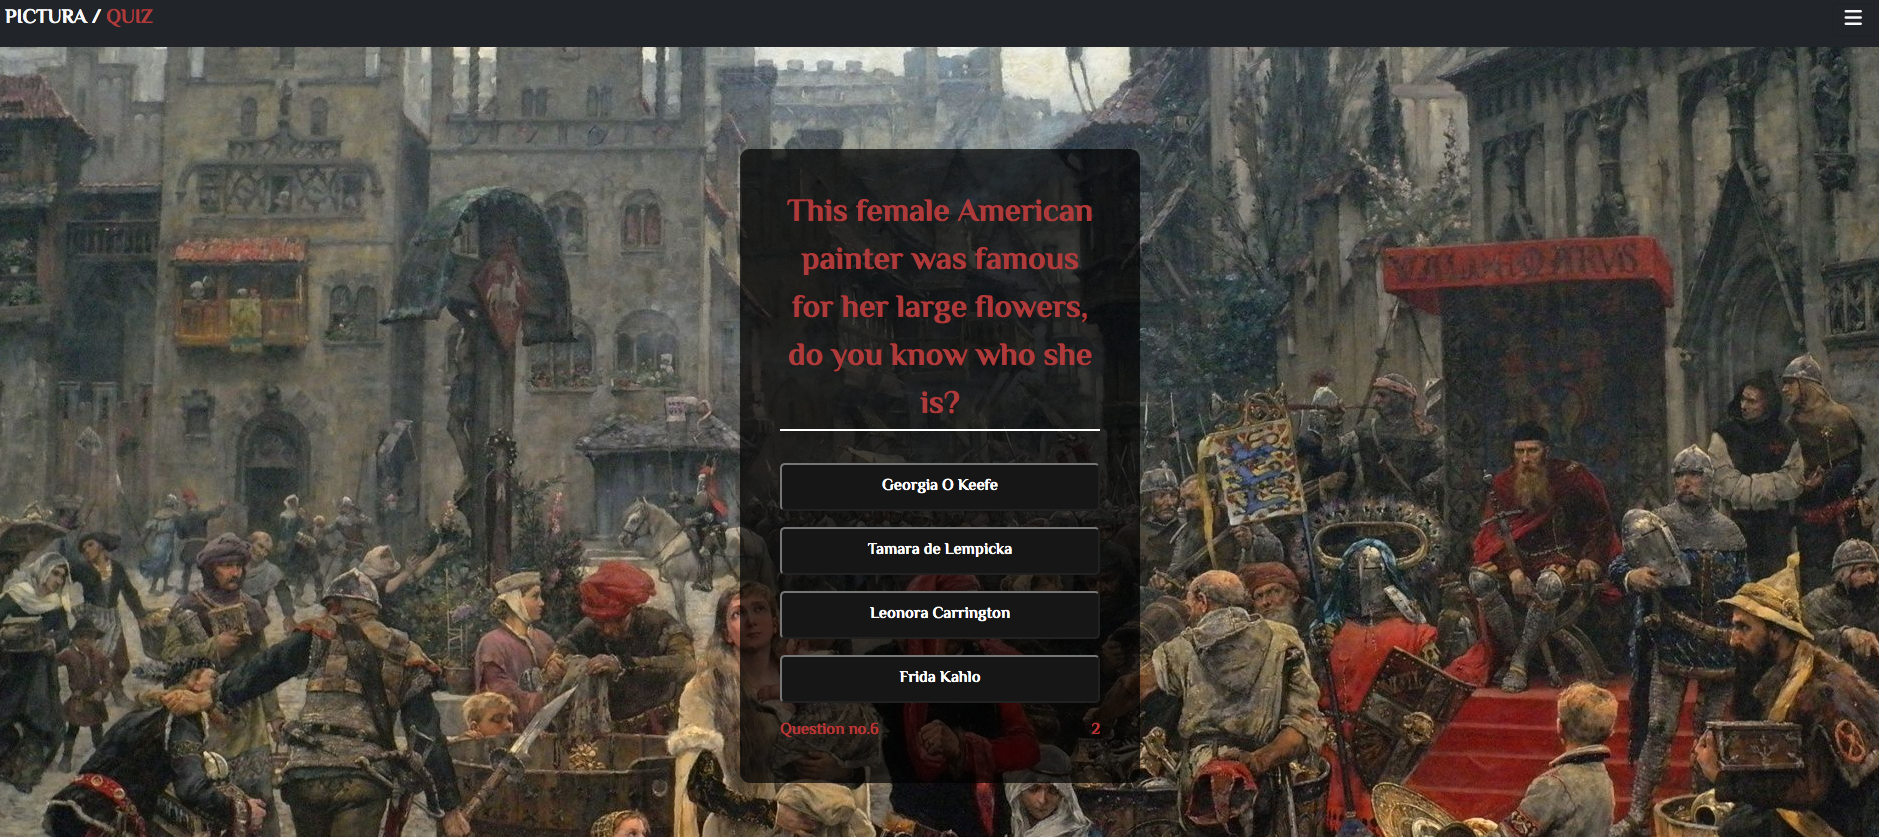 PICTURA / QUIZ
This female American
painter was famous
for her large flowers,
do you know who she
is?
Georgia O Keefe
Tamara de Lempicka
Leonora Carrington
Frida Kahlo
Question no.6 2